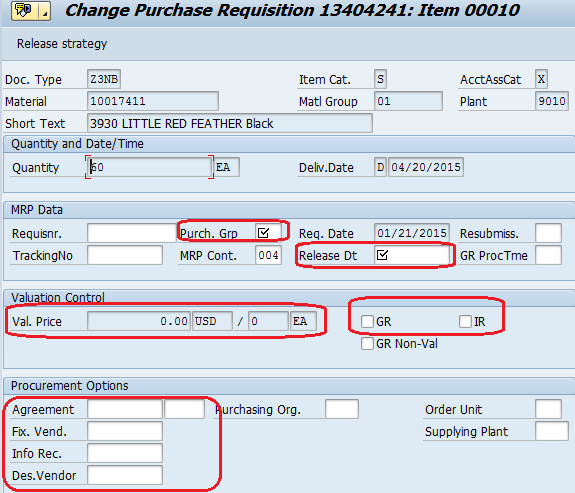 Change Purchase Requisition 13404241: Item 00010
Release strategy
Doc. Type Z3NB Item Cat. S AcctAssCat X
Material 10017411 Matl Group 01 Plant 9010
Short Text 3930 LITTLE RED FEATHER Black
Quantity and Date/Time
Quantity 60 EA Deliv.Date D 04/20/2015
MRP Data
Requisnr. Purch. Grp Req. Date 01/21/2015 Resubmiss.
TrackingNo MRP Cont. 004 Release Dt GR ProcTme
Valuation Control
Val. Price 0.00 USD / 0 EA GR IR
GR Non-Val
Procurement Options
Agreement Purchasing Org. Order Unit
Fix. Vend. Supplying Plant
Info Rec.
Des.Vendor